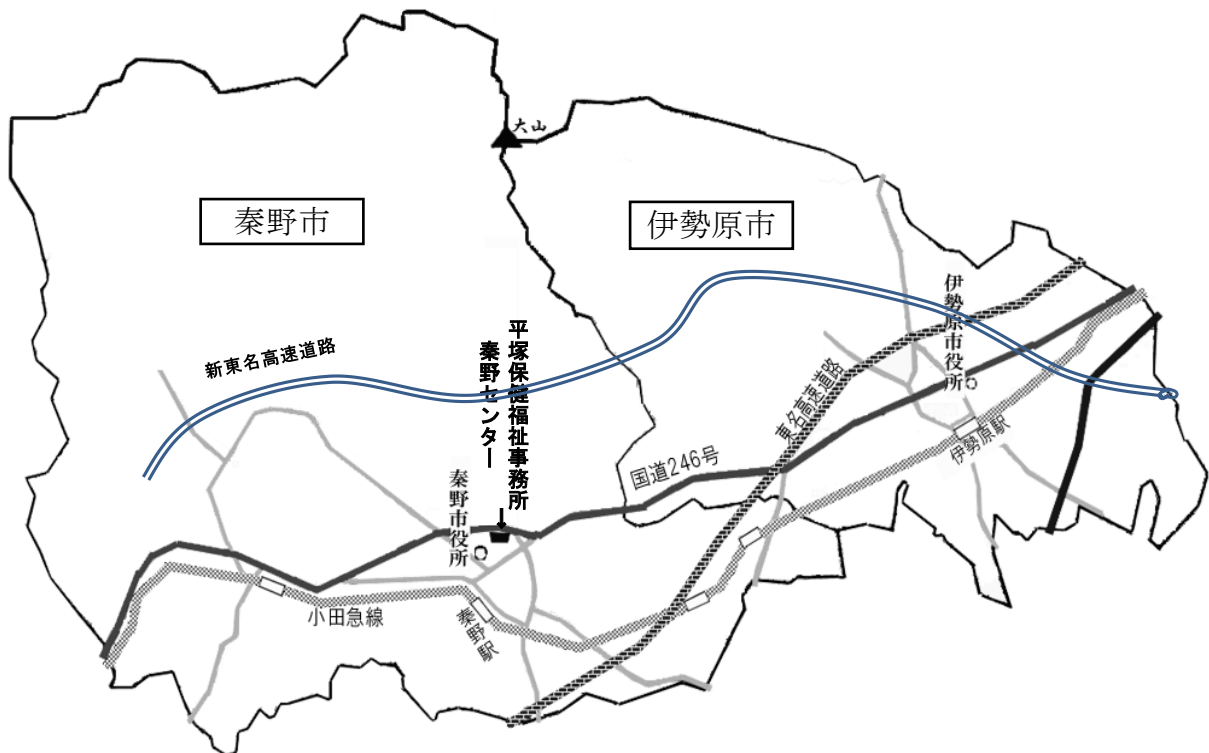 大山
秦野市
伊勢原市
新東名高速道路
平塚保健福祉事務所
秦野センター
伊勢原市役所
東名高速道路
伊勢原駅
国道246号
秦野市役所
小田急線
秦野駅